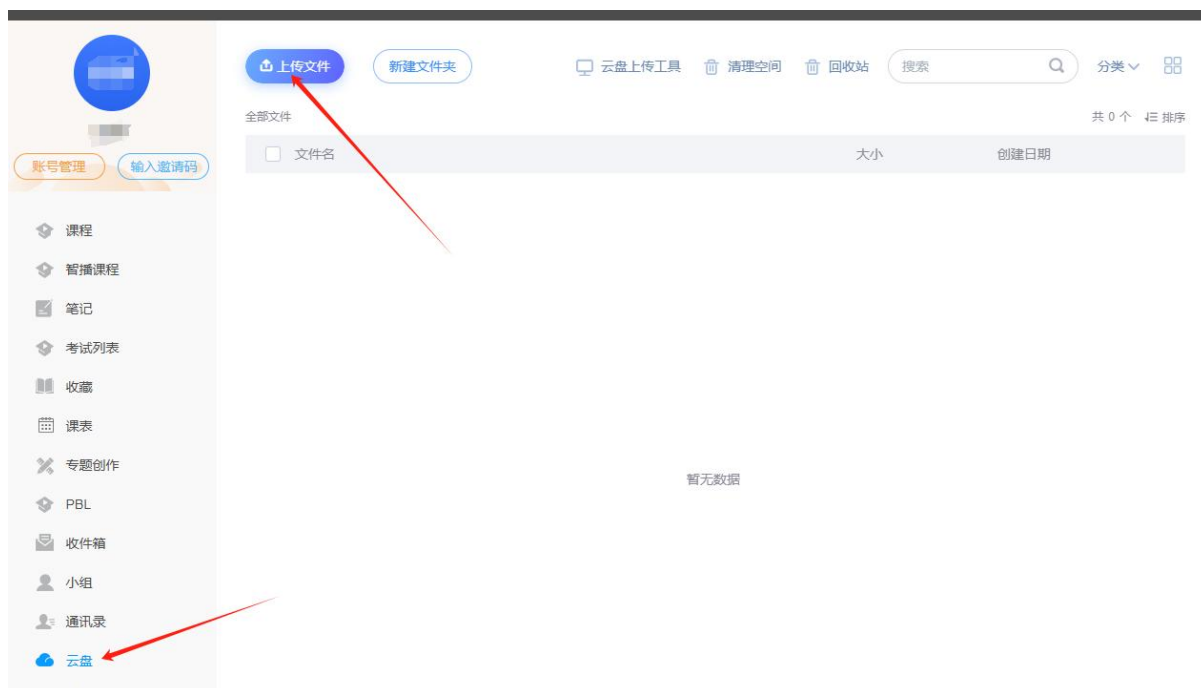 上传文件 新建文件夹 云盘上传工具 清理空间 回收站 搜索 分类
全部文件 共 0 个 排序
文件名 大小 创建日期
账号管理 输入邀请码
课程
智播课程
笔记
考试列表
收藏
课表
专题创作
PBL
收件箱
小组
通讯录
云盘
暂无数据